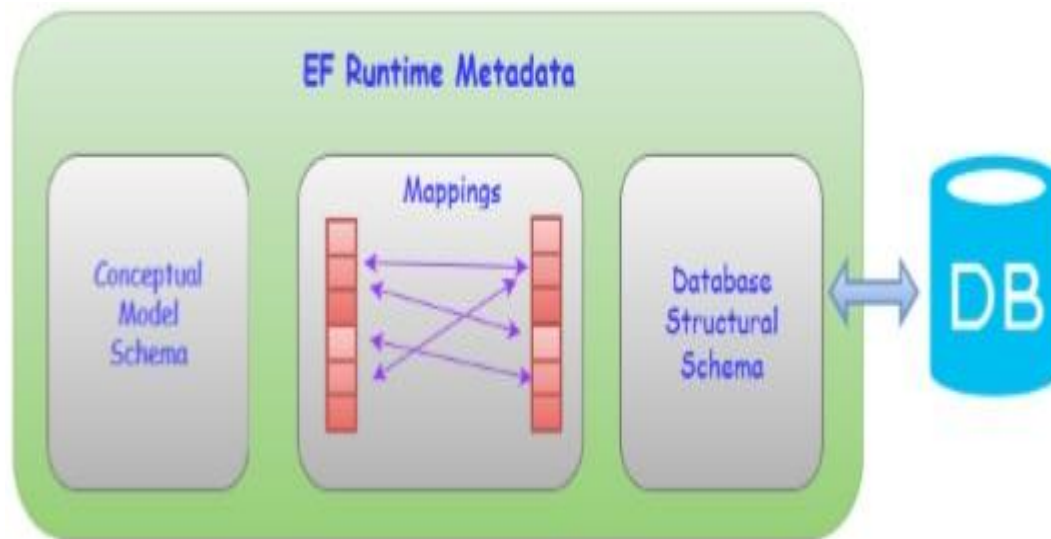 EF Runtime Metadata
Conceptual
Model
Schema
Mappings
Database
Structural
Schema
DB